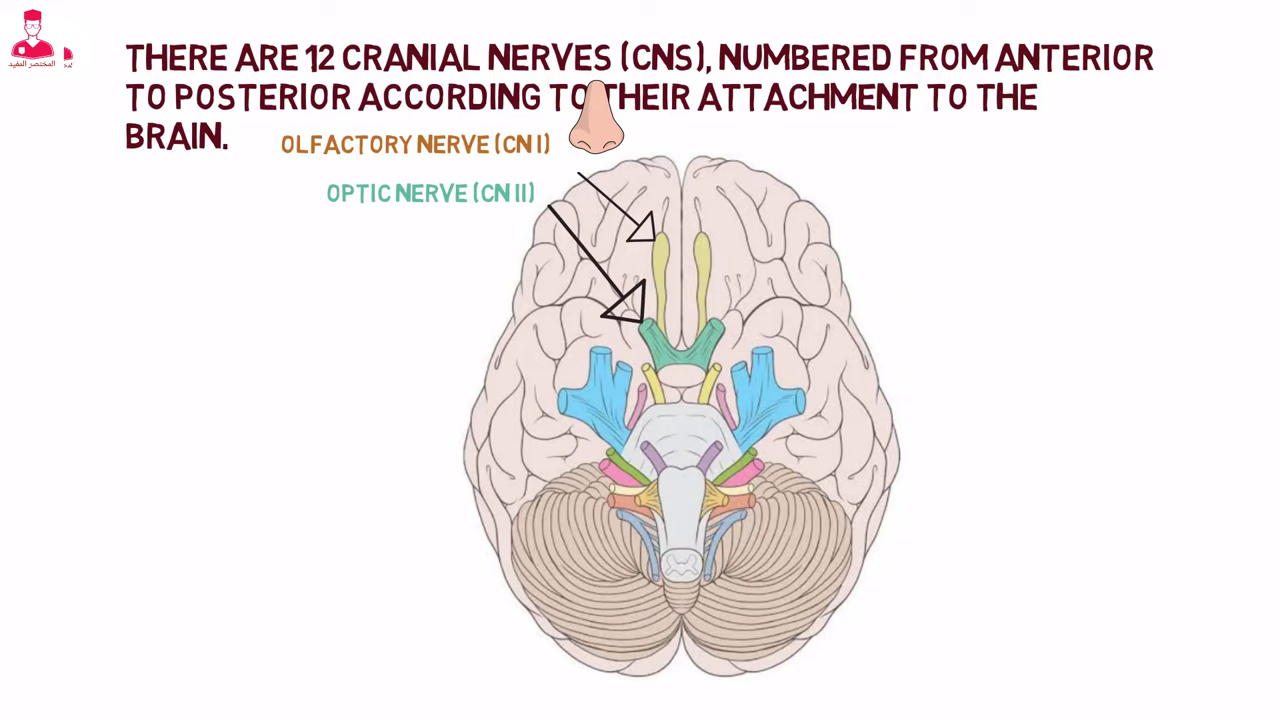 المختصر المفيد
THERE ARE 12 CRANIAL NERVES (CNS), NUMBERED FROM ANTERIOR
TO POSTERIOR ACCORDING TO THEIR ATTACHMENT TO THE
BRAIN.
OLFACTORY NERVE (CN I)
OPTIC NERVE (CN II)